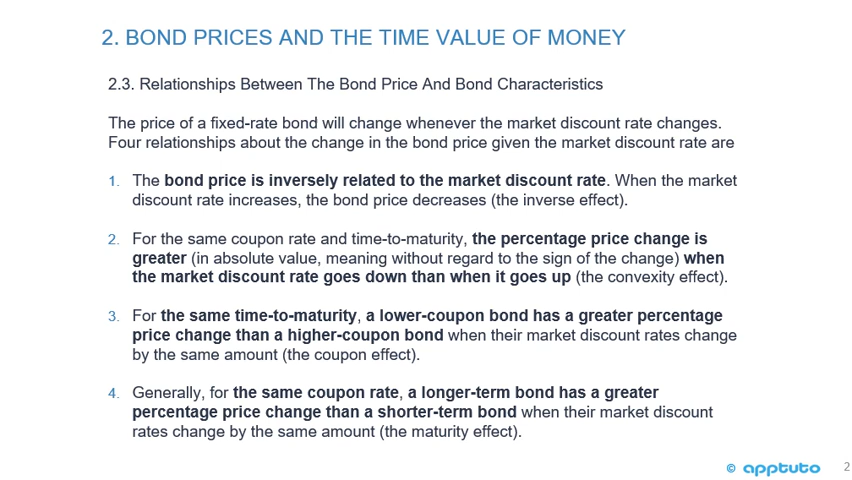 2. BOND PRICES AND THE TIME VALUE OF MONEY
2.3. Relationships Between The Bond Price And Bond Characteristics
The price of a fixed-rate bond will change whenever the market discount rate changes.
Four relationships about the change in the bond price given the market discount rate are
1. The bond price is inversely related to the market discount rate. When the market
discount rate increases, the bond price decreases (the inverse effect).
2. For the same coupon rate and time-to-maturity, the percentage price change is
greater (in absolute value, meaning without regard to the sign of the change) when
the market discount rate goes down than when it goes up (the convexity effect).
3. For the same time-to-maturity, a lower-coupon bond has a greater percentage
price change than a higher-coupon bond when their market discount rates change
by the same amount (the coupon effect).
4. Generally, for the same coupon rate, a longer-term bond has a greater
percentage price change than a shorter-term bond when their market discount
rates change by the same amount (the maturity effect).
© apptuto 2